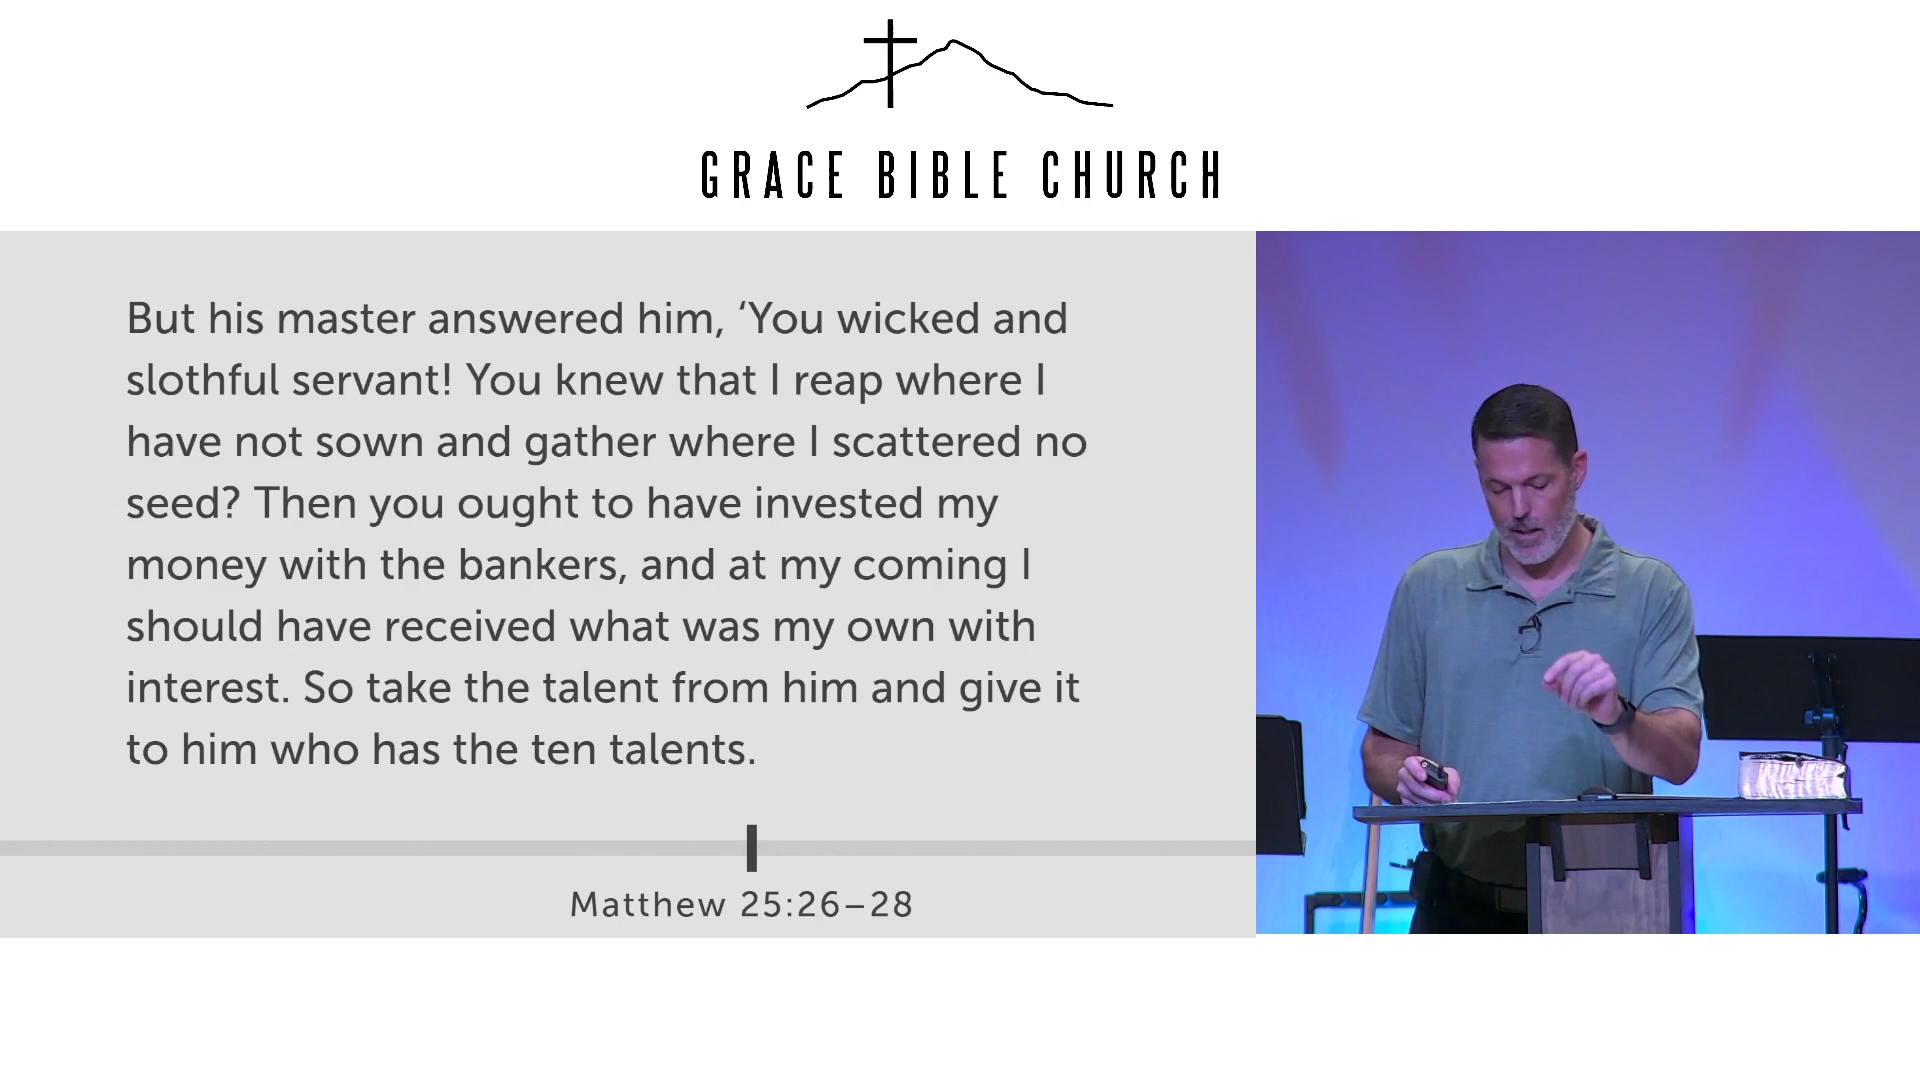 GRACE BIBLE CHURCH
But his master answered him, ‘You wicked and
slothful servant! You knew that I reap where I
have not sown and gather where I scattered no
seed? Then you ought to have invested my
money with the bankers, and at my coming I
should have received what was my own with
interest. So take the talent from him and give it
to him who has the ten talents.
Matthew 25:26–28